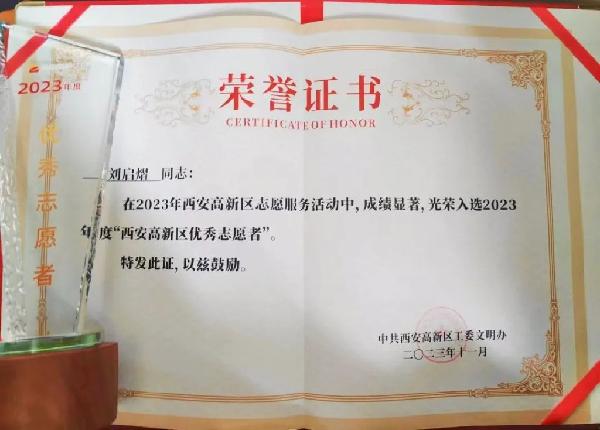 2023年度
优秀志愿者
荣誉证书
CERTIFICATE OF HONOR
刘启熠 同志：
在2023年西安高新区志愿服务活动中，成绩显著，光荣入选2023
年度“西安高新区优秀志愿者”。
特发此证，以兹鼓励。
中共西安高新区工委文明办
二〇二三年十一月